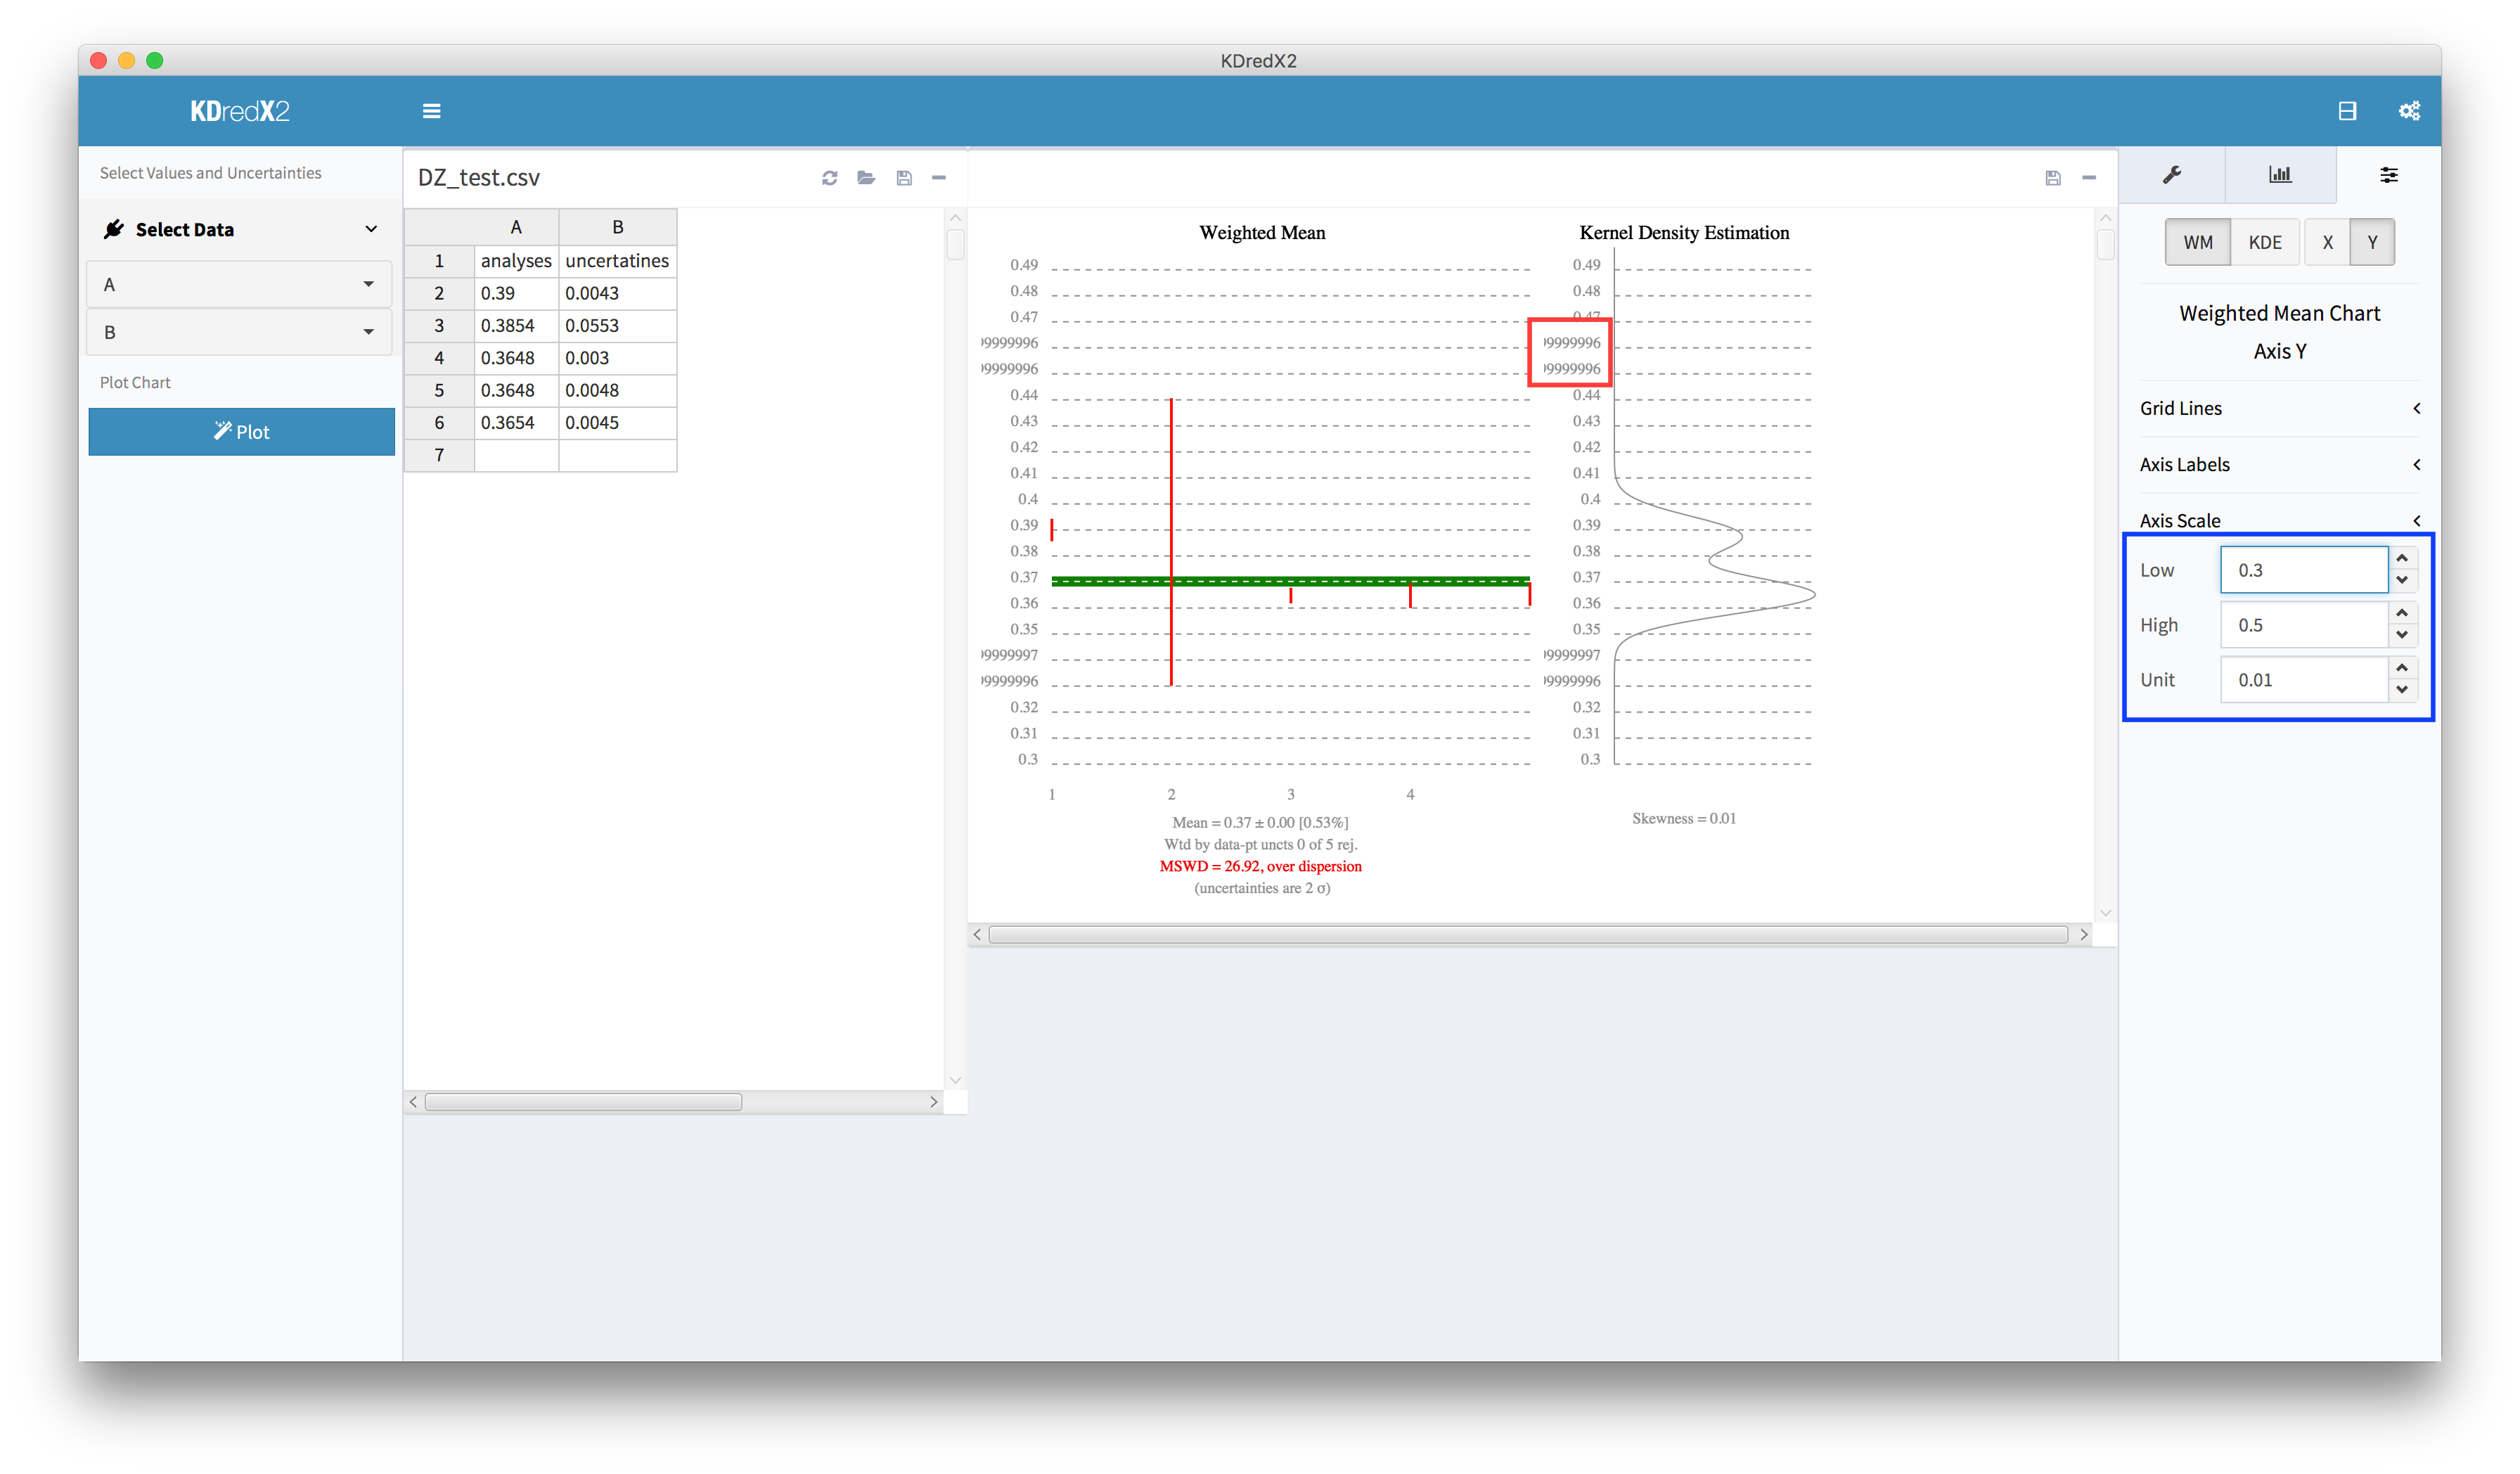 KDredX2
KDredX2
Select Values and Uncertainties
Select Data
A
B
Plot Chart
Plot
DZ_test.csv
A B
1 analyses uncertatines
2 0.39 0.0043
3 0.3854 0.0553
4 0.3648 0.003
5 0.3648 0.0048
6 0.3654 0.0045
7
Weighted Mean
0.49
0.48
0.47
99999996
99999996
0.44
0.43
0.42
0.41
0.4
0.39
0.38
0.37
0.36
0.35
99999997
99999996
0.32
0.31
0.3
1 2 3 4
Mean = 0.37 ± 0.00 [0.53%]
Wtd by data-pt uncts 0 of 5 rej.
MSWD = 26.92, over dispersion
(uncertainties are 2 σ)
Kernel Density Estimation
0.49
0.48
0.47
99999996
99999996
0.44
0.43
0.42
0.41
0.4
0.39
0.38
0.37
0.36
0.35
99999997
99999996
0.32
0.31
0.3
Skewness = 0.01
WM KDE X Y
Weighted Mean Chart
Axis Y
Grid Lines
Axis Labels
Axis Scale
Low 0.3
High 0.5
Unit 0.01